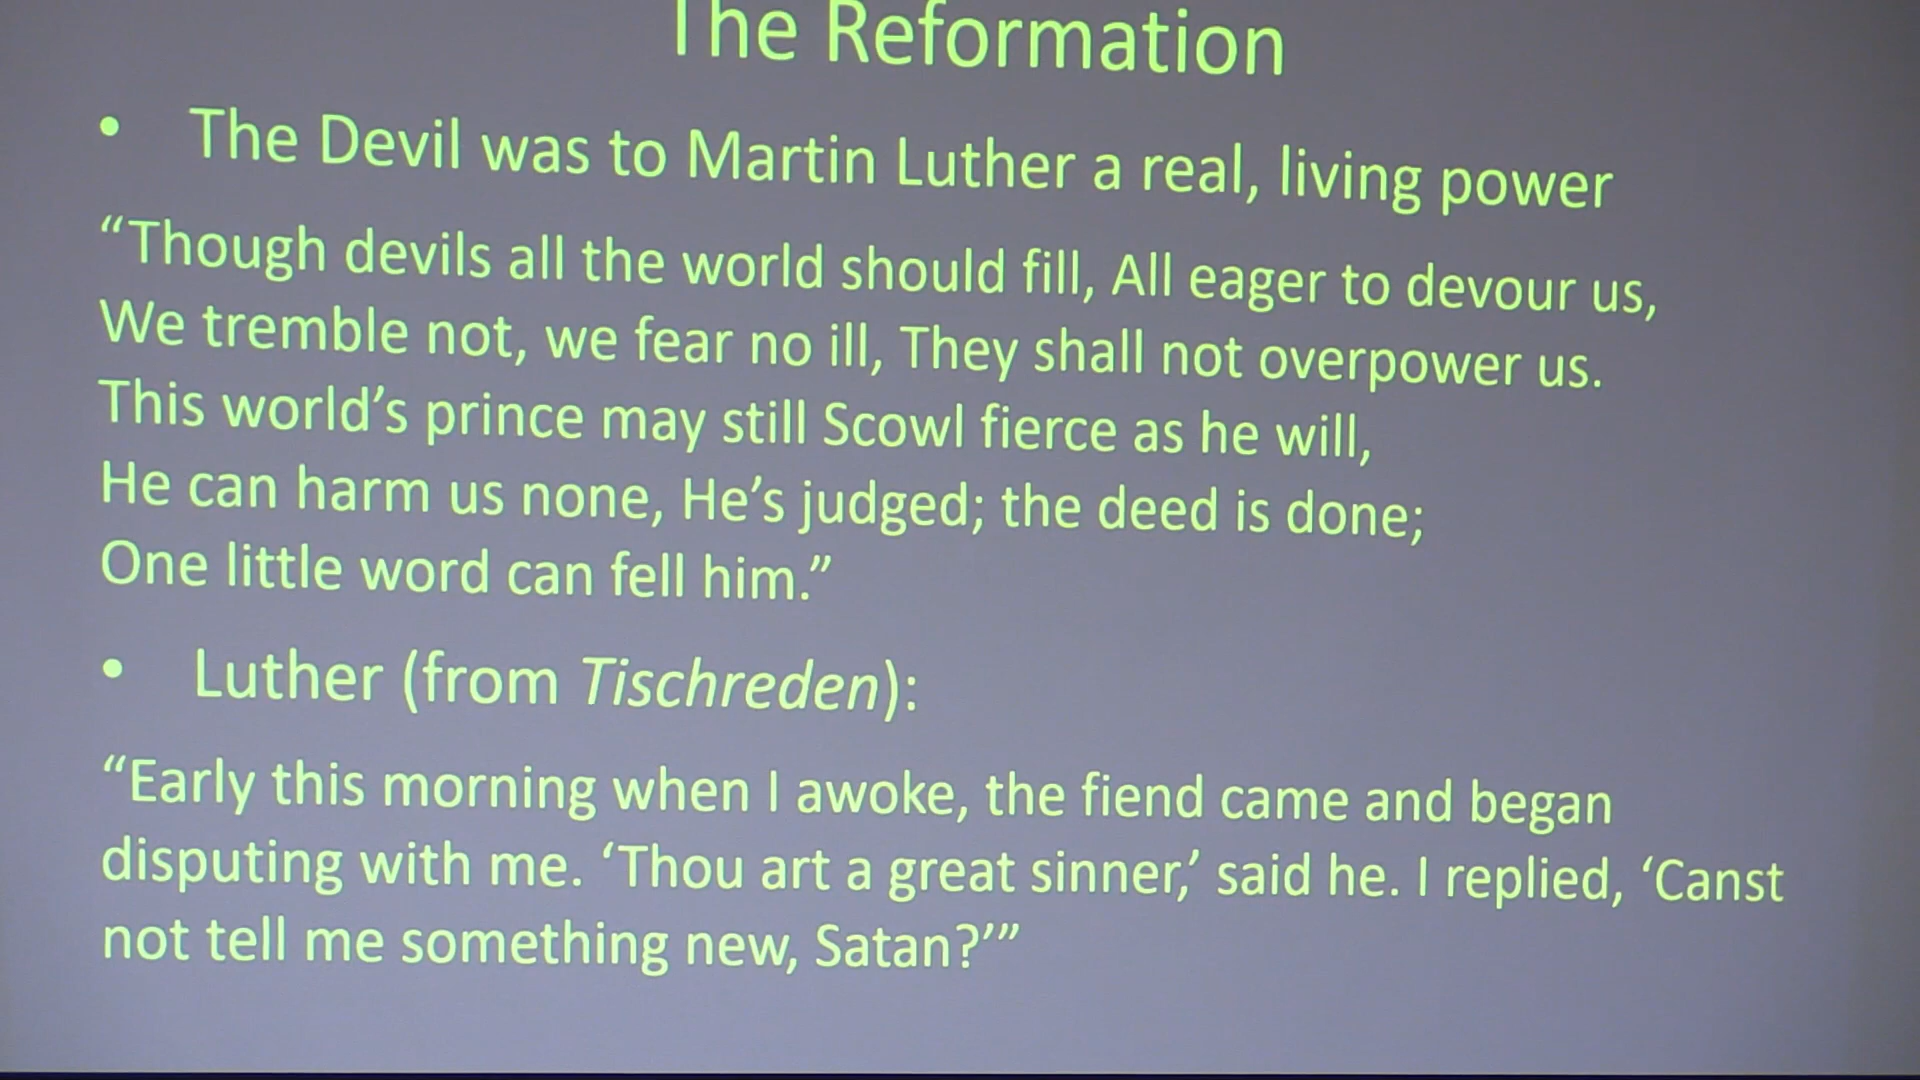 The Reformation
• The Devil was to Martin Luther a real, living power
“Though devils all the world should fill, All eager to devour us,
We tremble not, we fear no ill, They shall not overpower us.
This world’s prince may still Scowl fierce as he will,
He can harm us none, He’s judged; the deed is done;
One little word can fell him.”
• Luther (from Tischreden):
“Early this morning when I awoke, the fiend came and began
disputing with me. ‘Thou art a great sinner,’ said he. I replied, ‘Canst
not tell me something new, Satan?’”